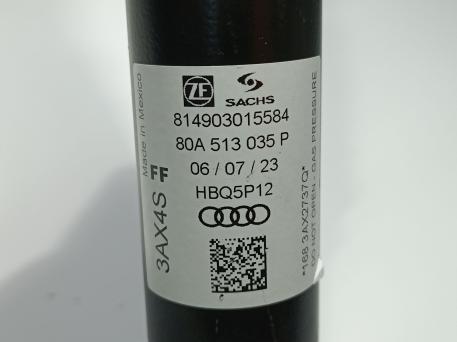 ZF
SACHS
814903015584
80A 513 035 P
06 / 07 / 23
HBQ5P12
Made in Mexico
FF
3AX4S
*168 3AX2737Q*
DO NOT OPEN - GAS PRESSURE